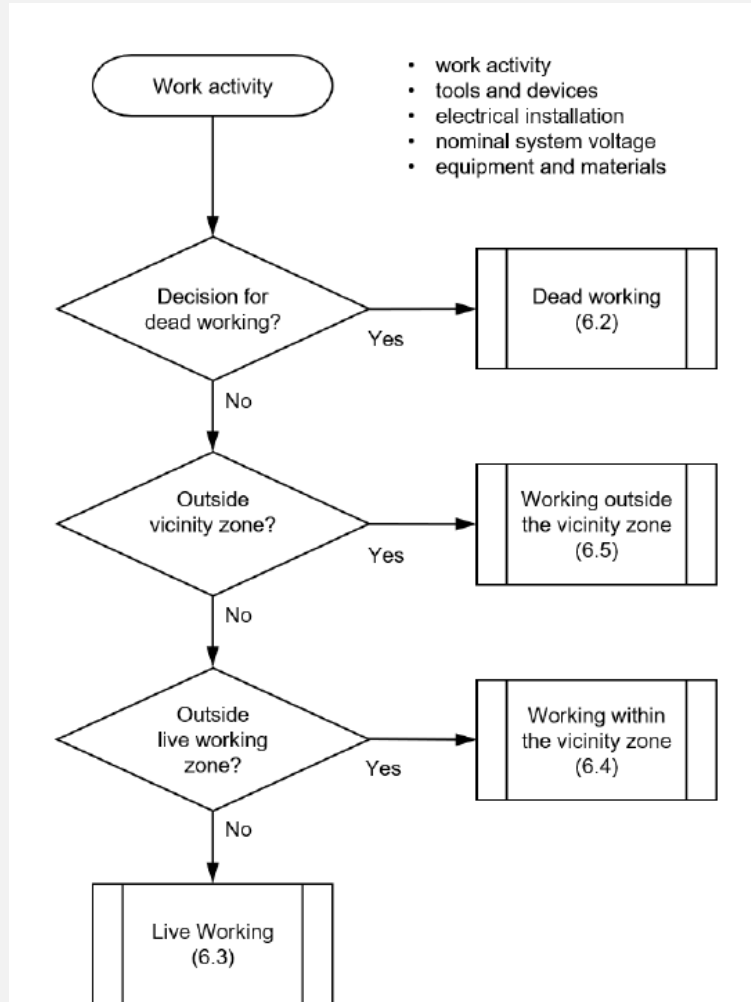 Work activity
• work activity
• tools and devices
• electrical installation
• nominal system voltage
• equipment and materials
Decision for
dead working?
Yes
Dead working
(6.2)
No
Outside
vicinity zone?
Yes
Working outside
the vicinity zone
(6.5)
No
Outside
live working
zone?
Yes
Working within
the vicinity zone
(6.4)
No
Live Working
(6.3)